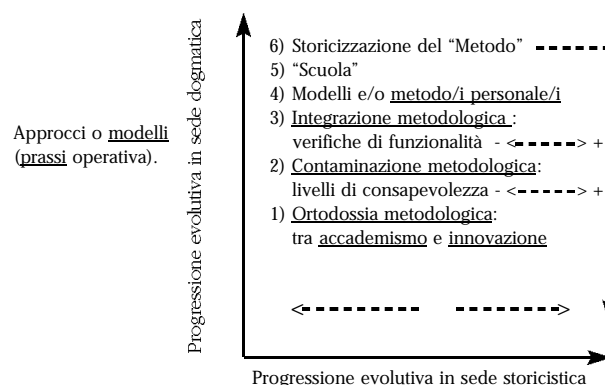 Approcci o modelli
(prassi operativa).
Progressione evolutiva in sede dogmatica
6) Storicizzazione del “Metodo”
5) “Scuola”
4) Modelli e/o metodo/i personale/i
3) Integrazione metodologica :
verifiche di funzionalità - <-----> +
2) Contaminazione metodologica:
livelli di consapevolezza - <-----> +
1) Ortodossia metodologica:
tra accademismo e innovazione
Progressione evolutiva in sede storicistica